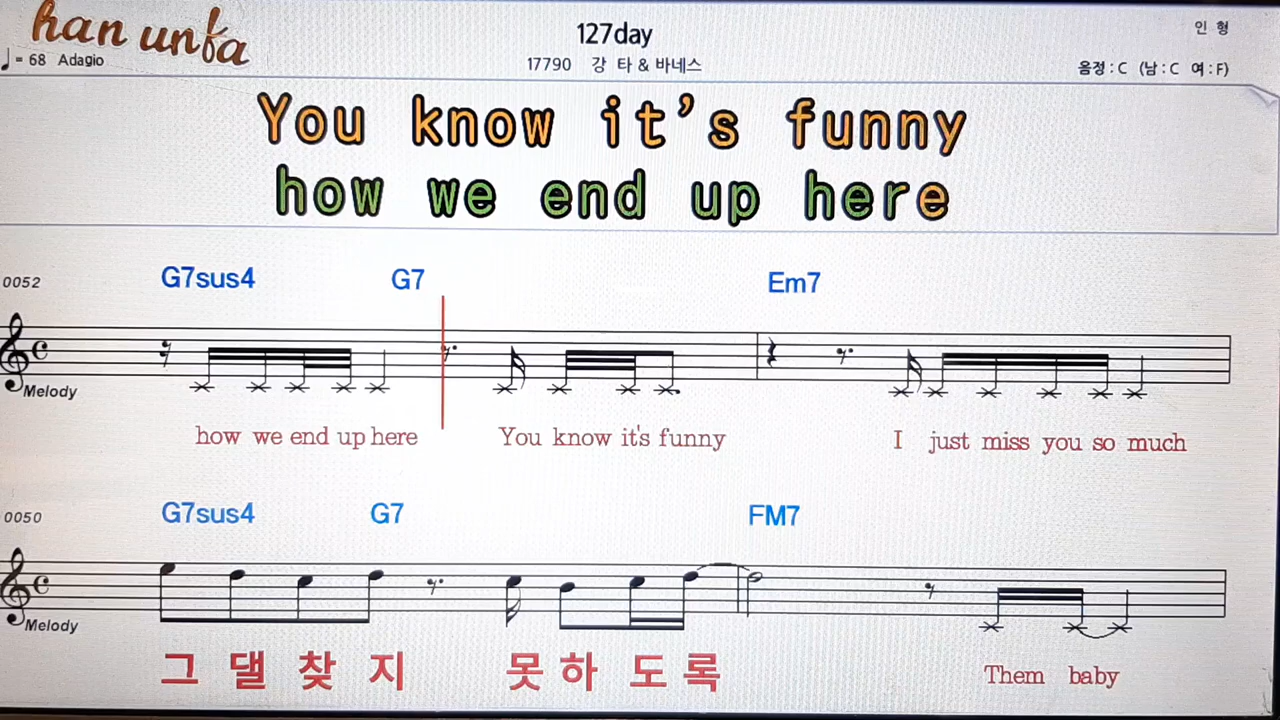 han unfa
127day
인 형
♩= 68 Adagio
17790 강 타 & 바네스
음정 : C (남 : C 여 : F)
You know it's funny
how we end up here
0052
G7sus4 G7 Em7
Melody
how we end up here You know it's funny I just miss you so much
0050
G7sus4 G7 FM7
Melody
그 댈 찾 지 못 하 도 록 Them baby